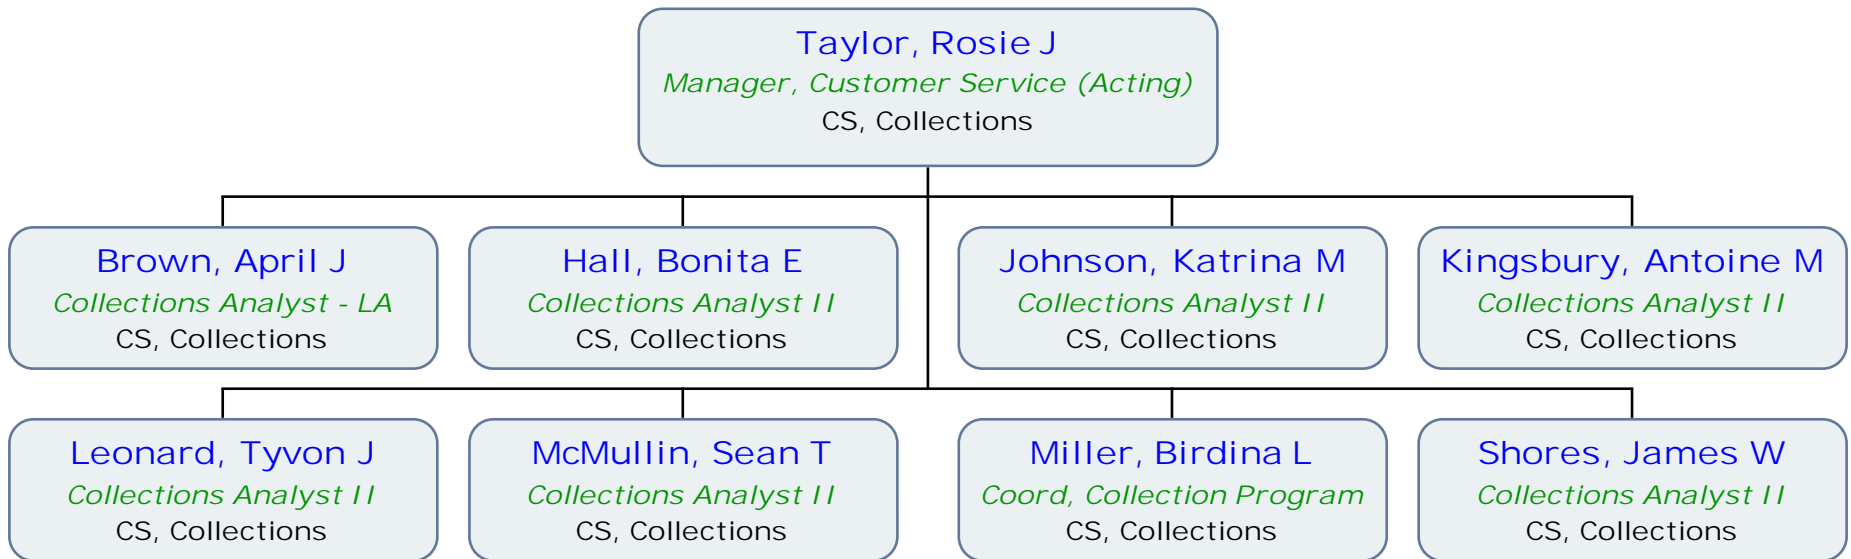 Taylor, Rosie J
Manager, Customer Service (Acting)
CS, Collections
Brown, April J
Collections Analyst - LA
CS, Collections
Hall, Bonita E
Collections Analyst II
CS, Collections
Johnson, Katrina M
Collections Analyst II
CS, Collections
Kingsbury, Antoine M
Collections Analyst II
CS, Collections
Leonard, Tyvon J
Collections Analyst II
CS, Collections
McMullin, Sean T
Collections Analyst II
CS, Collections
Miller, Birdina L
Coord, Collection Program
CS, Collections
Shores, James W
Collections Analyst II
CS, Collections